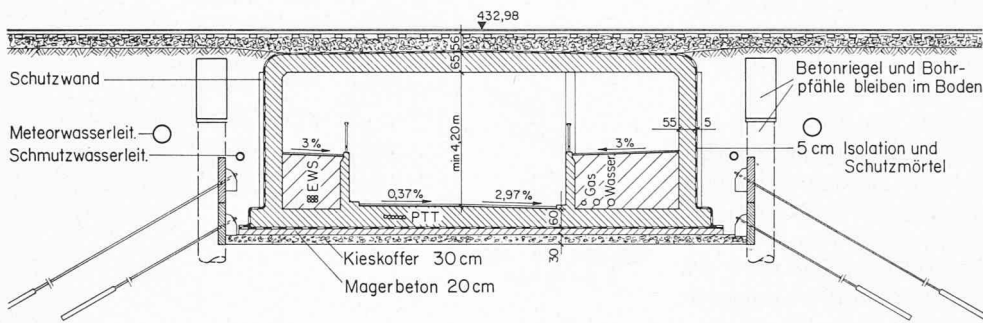 432,98
50
65
Schutzwand
Betonriegel und Bohr-
pfähle bleiben im Boden
Meteorwasserleit.
Schmutzwasserleit.
3%
min 4,20m
3%
55
5
5 cm Isolation und
Schutzmörtel
EWS
0,37%
2,97%
Gas
Wasser
PTT
60
30
Kieskoffer 30 cm
Magerbeton 20 cm